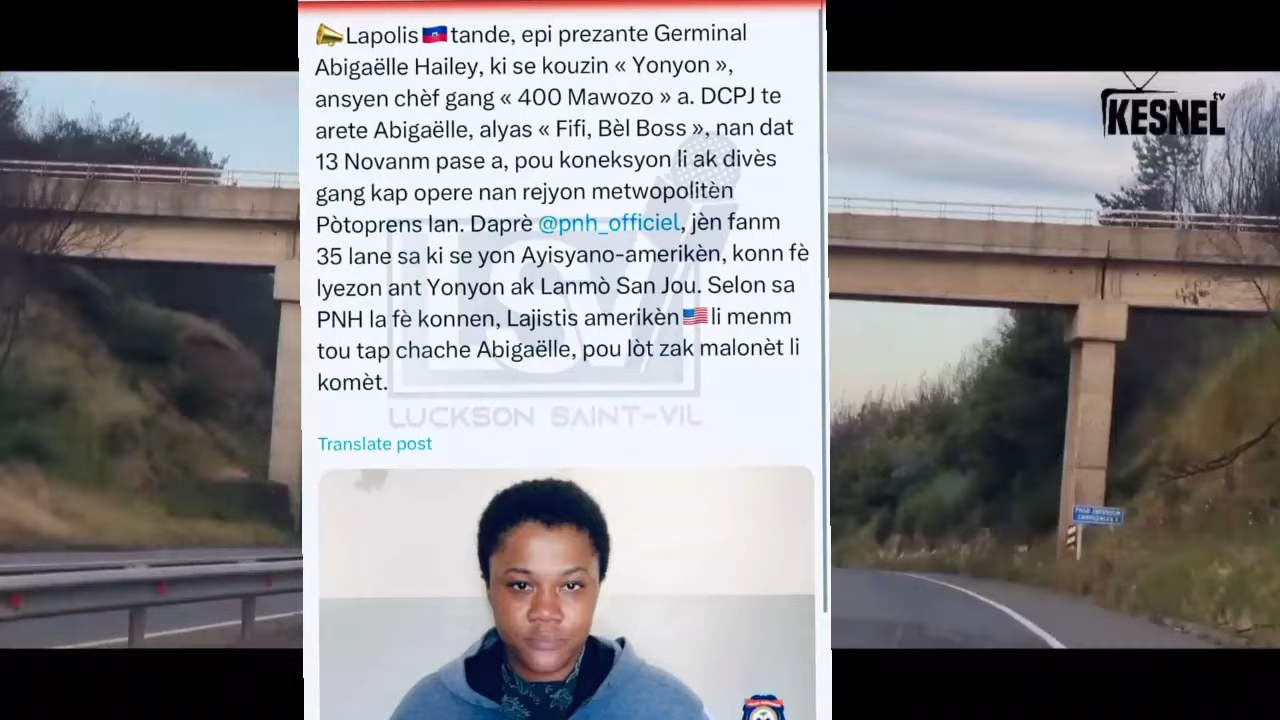 Lapolis tande, epi prezante Germinal
Abigaëlle Hailey, ki se kouzin « Yonyon »,
ansyen chèf gang « 400 Mawozo » a. DCPJ te
arete Abigaëlle, alyas « Fifi, Bèl Boss », nan dat
13 Novanm pase a, pou koneksyon li ak divès
gang kap opere nan rejyon metwopolitèn
Pòtoprens lan. Daprè @pnh_officiel, jèn fanm
35 lane sa ki se yon Ayisyano-amerikèn, konn fè
lyezon ant Yonyon ak Lanmò San Jou. Selon sa
PNH la fè konnen, Lajistis amerikèn li menm
tou tap chache Abigaëlle, pou lòt zak malonèt li
komèt.
LSV
LUCKSON SAINT-VIL
Translate post
KESNEL tv